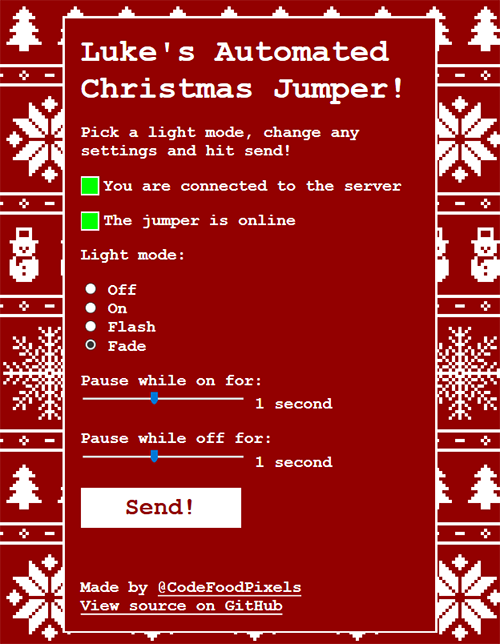 Luke's Automated
Christmas Jumper!
Pick a light mode, change any
settings and hit send!
You are connected to the server
The jumper is online
Light mode:
Off
On
Flash
Fade
Pause while on for:
1 second
Pause while off for:
1 second
Send!
Made by @CodeFoodPixels
View source on GitHub